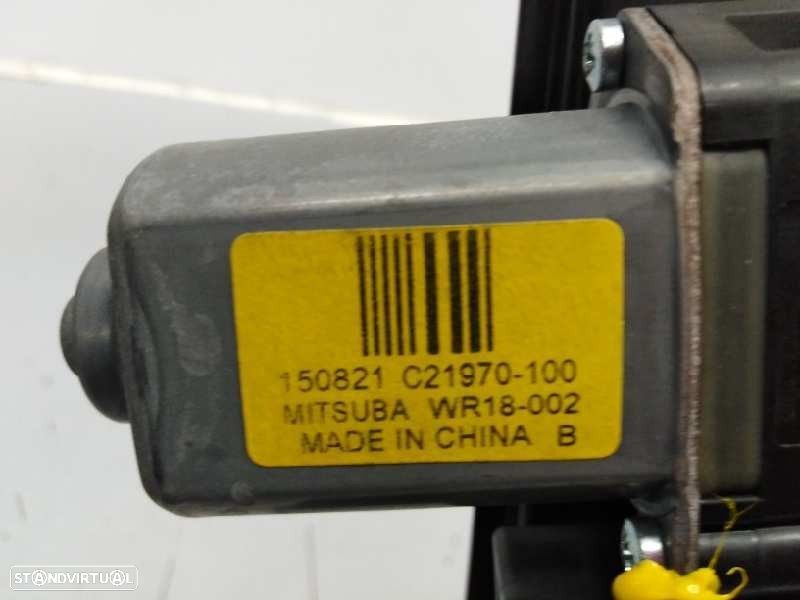 150821 C21970-100
MITSUBA WR18-002
MADE IN CHINA B
STANDVIRTUAL